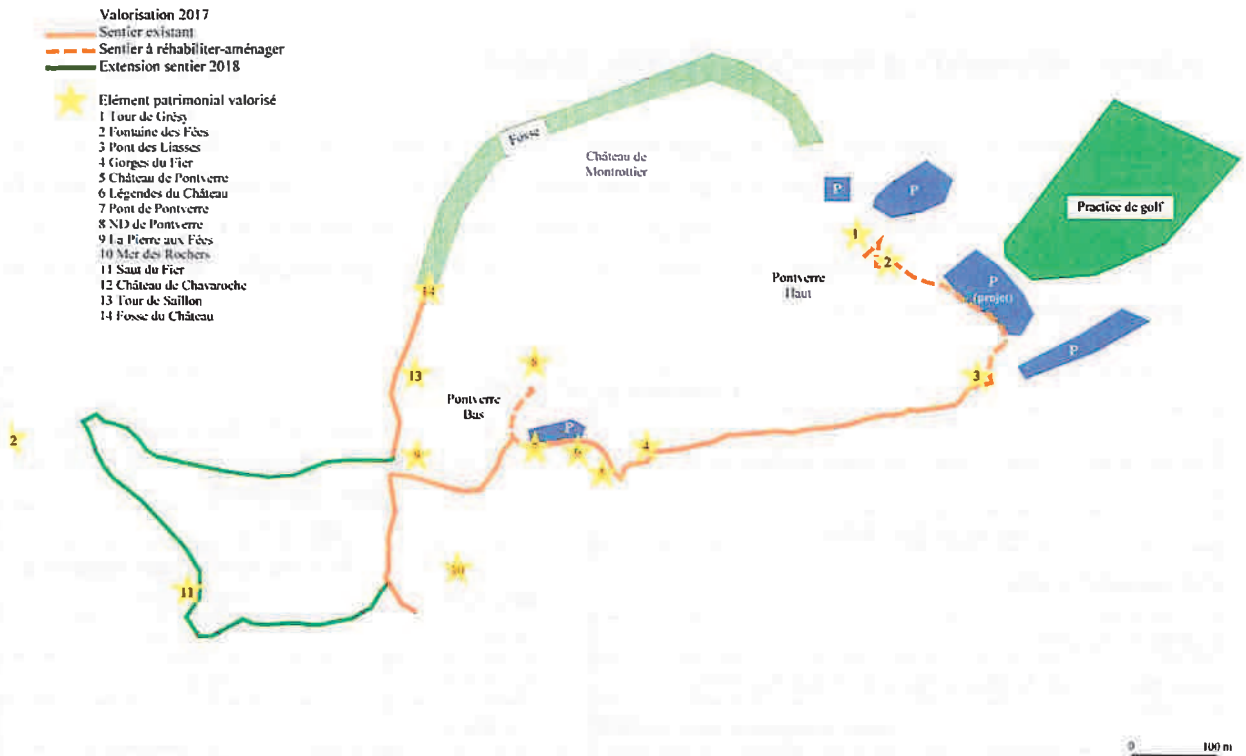 Valorisation 2017
Sentier existant
Sentier à réhabiliter-aménager
Extension sentier 2018
Elément patrimonial valorisé
1 Tour de Grésy
2 Fontaine des Fées
3 Pont des Liasses
4 Gorges du Fier
5 Château de Pontverre
6 Légendes du Château
7 Pont de Pontverre
8 ND de Pontverre
9 La Pierre aux Fées
10 Mer des Rochers
11 Saut du Fier
12 Château de Chavaroche
13 Tour de Saillon
14 Fosse du Château
Fosse
Château de
Montrottier
P
P
Practice de golf
1
2
Pontverre
Haut
P
(projet)
14
P
13
3
Pontverre
Bas
P
2
9
6
4
10
11
0
100 m